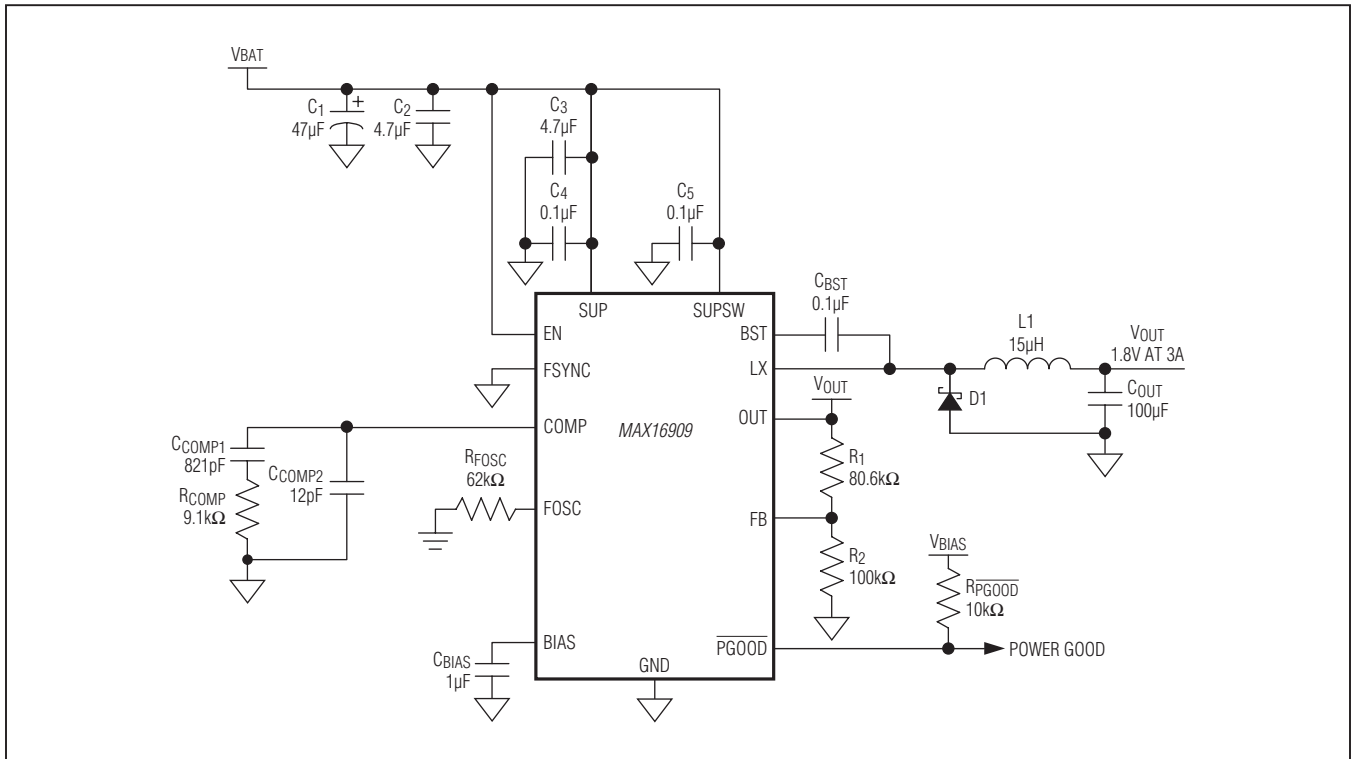 VBAT
C1
47µF
+
C2
4.7µF
C3
4.7µF
C4
0.1µF
C5
0.1µF
SUP
SUPSW
EN
FSYNC
COMP
FOSC
BIAS
GND
BST
LX
OUT
FB
PGOOD
MAX16909
CBST
0.1µF
L1
15µH
VOUT
1.8V AT 3A
D1
COUT
100µF
VOUT
R1
80.6kΩ
R2
100kΩ
CCOMP1
821pF
RCOMP
9.1kΩ
CCOMP2
12pF
RFOSC
62kΩ
VBIAS
RPGOOD
10kΩ
POWER GOOD
CBIAS
1µF